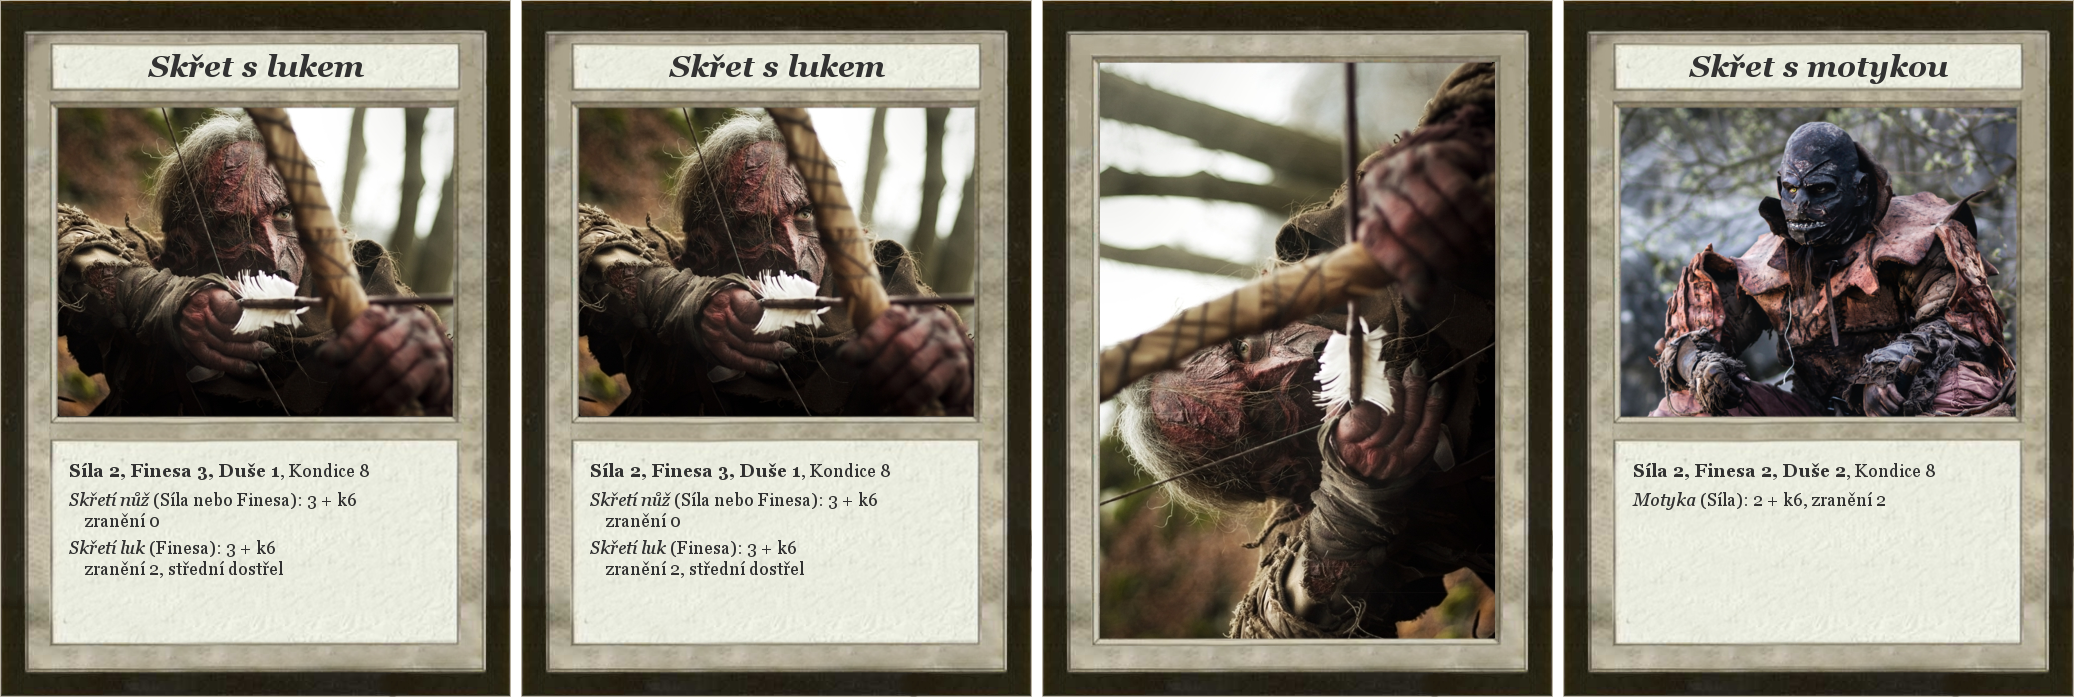 Skřet s lukem
Síla 2, Finesa 3, Duše 1, Kondice 8
Skřetí nůž (Síla nebo Finesa): 3 + k6
zranění 0
Skřetí luk (Finesa): 3 + k6
zranění 2, střední dostřel
Skřet s lukem
Síla 2, Finesa 3, Duše 1, Kondice 8
Skřetí nůž (Síla nebo Finesa): 3 + k6
zranění 0
Skřetí luk (Finesa): 3 + k6
zranění 2, střední dostřel
Skřet s motykou
Síla 2, Finesa 2, Duše 2, Kondice 8
Motyka (Síla): 2 + k6, zranění 2